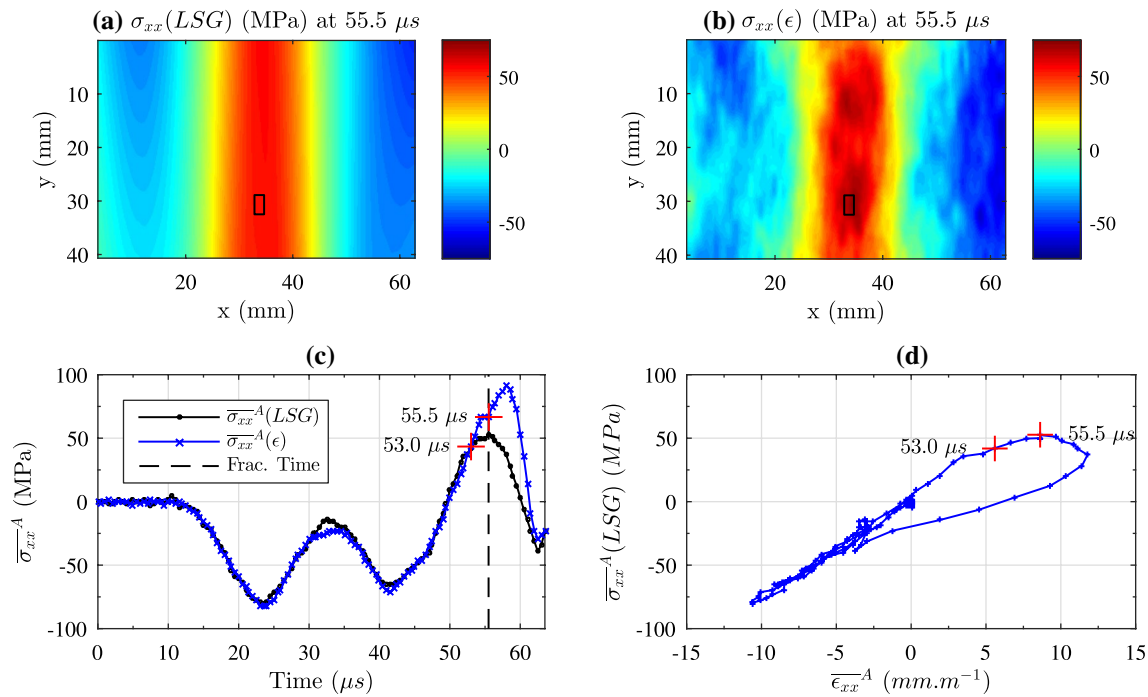 (a) σxx(LSG) (MPa) at 55.5 μs
50
0
-50
10
20
30
40
y (mm)
20 40 60
x (mm)
(b) σxx(ϵ) (MPa) at 55.5 μs
50
0
-50
10
20
30
40
y (mm)
20 40 60
x (mm)
(c)
100
50
0
-50
-100
σxx^A (MPa)
σxx^A(LSG)
σxx^A(ϵ)
Frac. Time
55.5 μs
53.0 μs
0 10 20 30 40 50 60
Time (μs)
(d)
100
50
0
-50
-100
σxx^A(LSG) (MPa)
53.0 μs
55.5 μs
-15 -10 -5 0 5 10 15
ϵxx^A (mm.m⁻¹)